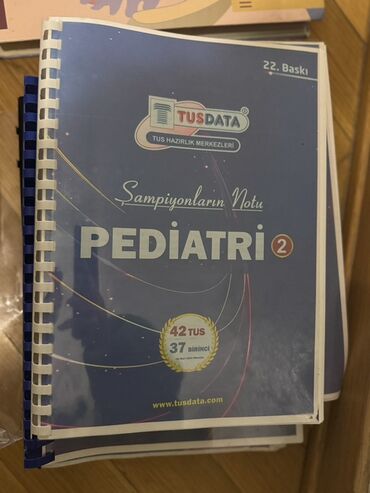 22. Baskı
TUSDATA
TUS HAZIRLIK MERKEZLERİ
Şampiyonların Notu
PEDİATRİ 2
42 TUS
37 BİRİNCİ
www.tusdata.com